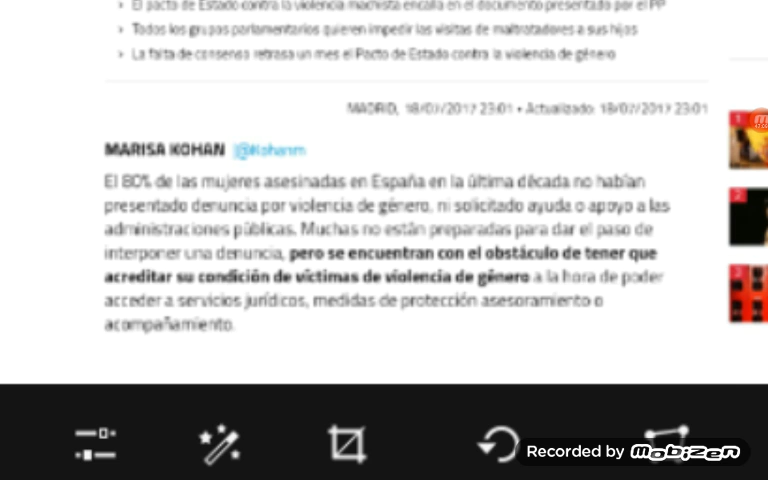 › El pacto de Estado contra la violencia machista encalla en el documento presentado por el PP
› Todos los grupos parlamentarios quieren impedir las visitas de maltratadores a sus hijos
› La falta de consenso retrasa un mes el Pacto de Estado contra la violencia de género
MADRID, 18/07/2017 23:01 • Actualizado: 18/07/2017 23:01
MARISA KOHAN @Kohanm
El 80% de las mujeres asesinadas en España en la última década no habían
presentado denuncia por violencia de género, ni solicitado ayuda o apoyo a las
administraciones públicas. Muchas no están preparadas para dar el paso de
interponer una denuncia, pero se encuentran con el obstáculo de tener que
acreditar su condición de víctimas de violencia de género a la hora de poder
acceder a servicios jurídicos, medidas de protección asesoramiento o
acompañamiento.
1
2
3
Recorded by Mobizen